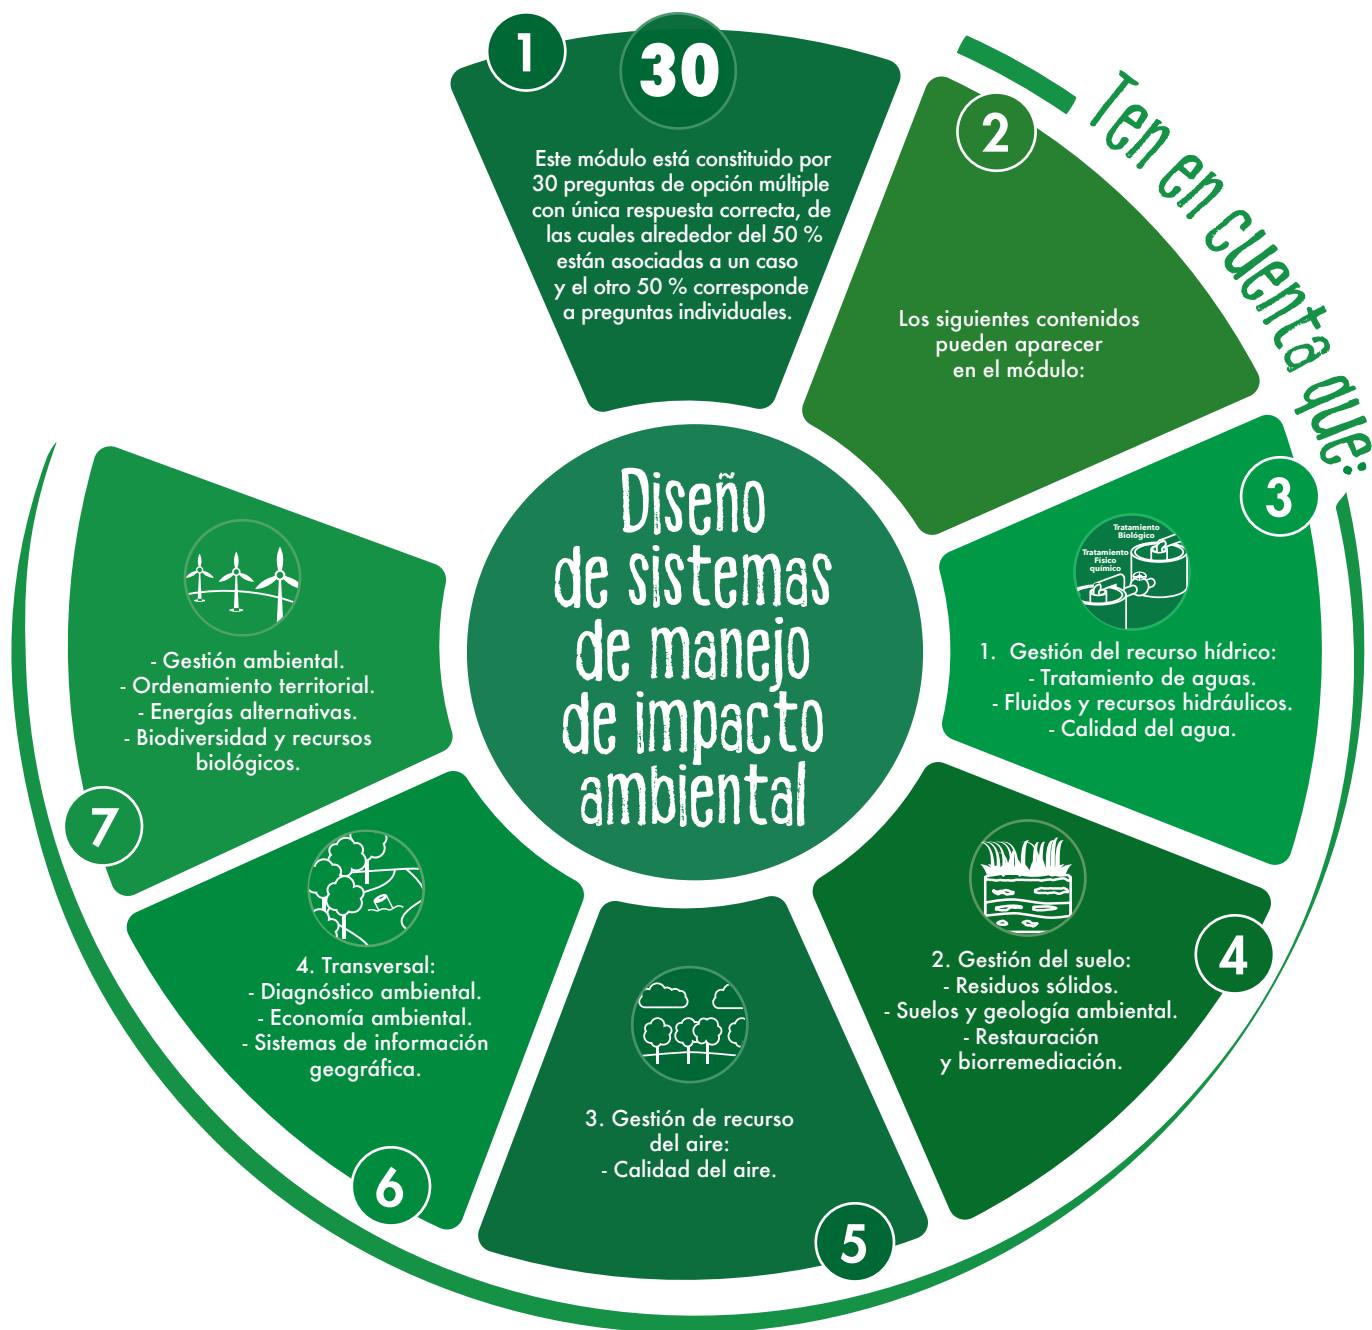 1
30
Este módulo está constituido por
30 preguntas de opción múltiple
con única respuesta correcta, de
las cuales alrededor del 50 %
están asociadas a un caso
y el otro 50 % corresponde
a preguntas individuales.
Ten en cuenta que:
2
Los siguientes contenidos
pueden aparecer
en el módulo:
3
Tratamiento
Biológico
Tratamiento
Físico
químico
1. Gestión del recurso hídrico:
- Tratamiento de aguas.
- Fluidos y recursos hidráulicos.
- Calidad del agua.
4
2. Gestión del suelo:
- Residuos sólidos.
- Suelos y geología ambiental.
- Restauración
y biorremediación.
5
3. Gestión de recurso
del aire:
- Calidad del aire.
6
4. Transversal:
- Diagnóstico ambiental.
- Economía ambiental.
- Sistemas de información
geográfica.
7
- Gestión ambiental.
- Ordenamiento territorial.
- Energías alternativas.
- Biodiversidad y recursos
biológicos.
Diseño
de sistemas
de manejo
de impacto
ambiental